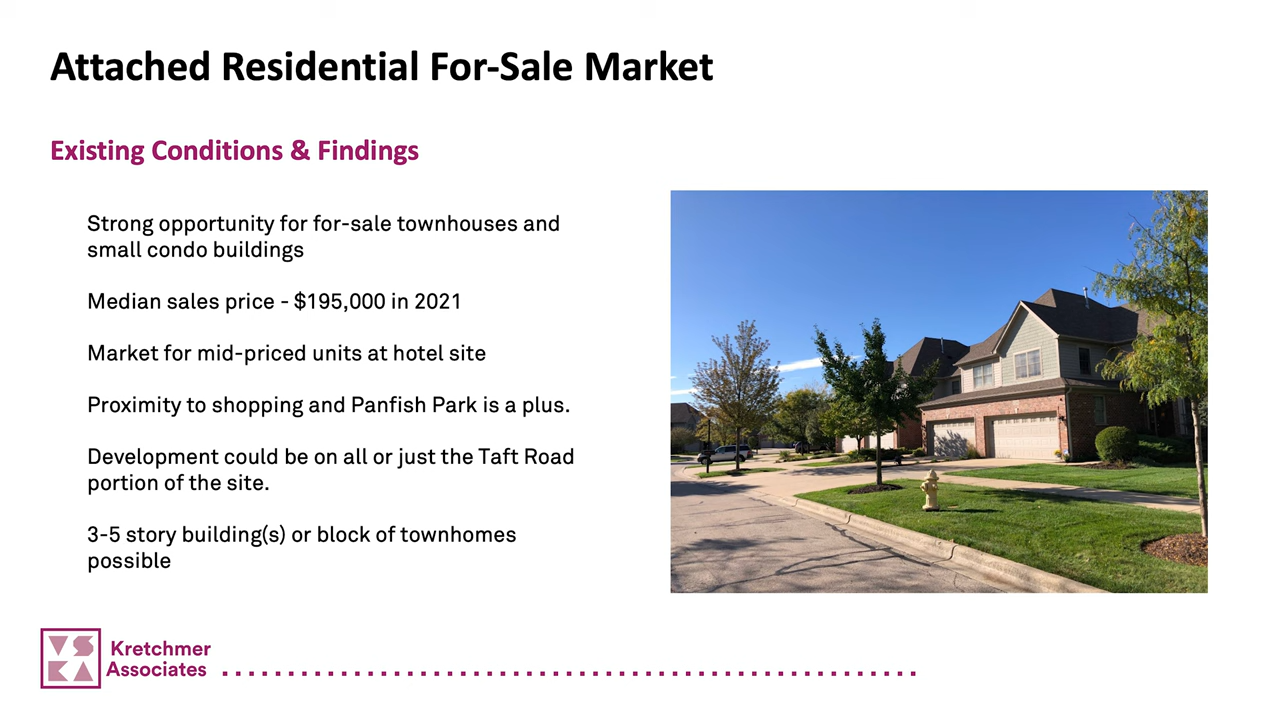 Attached Residential For-Sale Market
Existing Conditions & Findings
Strong opportunity for for-sale townhouses and
small condo buildings
Median sales price - $195,000 in 2021
Market for mid-priced units at hotel site
Proximity to shopping and Panfish Park is a plus.
Development could be on all or just the Taft Road
portion of the site.
3-5 story building(s) or block of townhomes
possible
VS
KA
Kretchmer
Associates